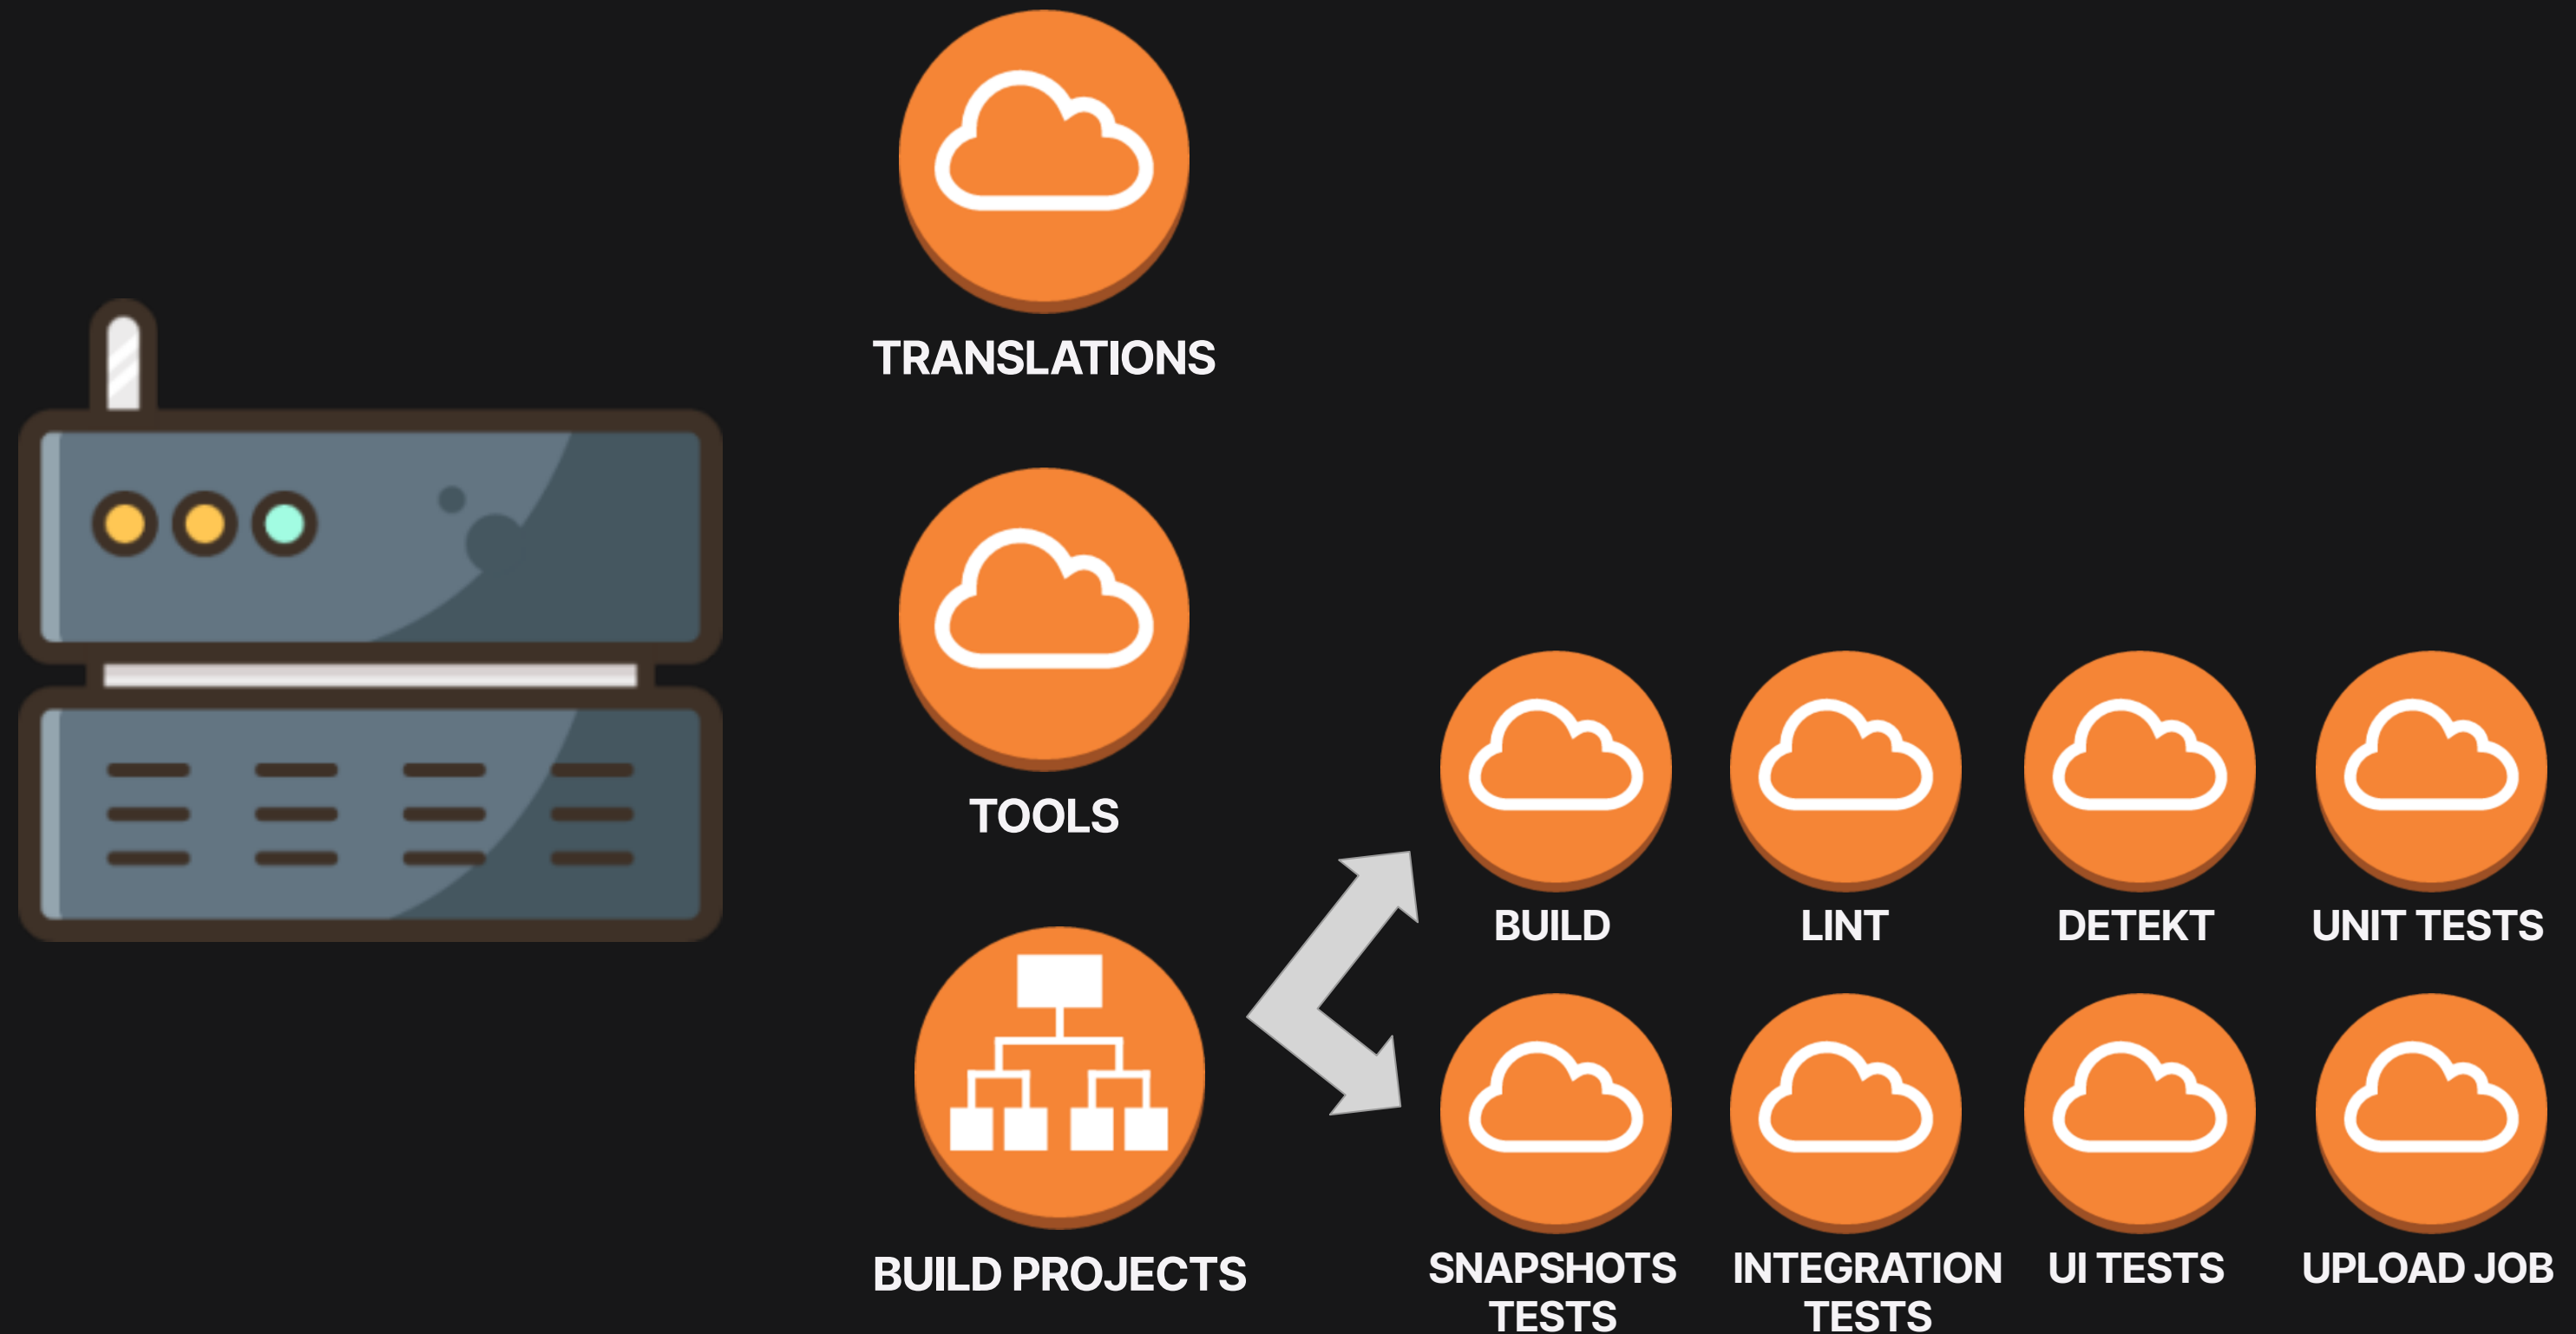 TRANSLATIONS
TOOLS
BUILD PROJECTS
BUILD
LINT
DETEKT
UNIT TESTS
SNAPSHOTS
TESTS
INTEGRATION
TESTS
UI TESTS
UPLOAD JOB